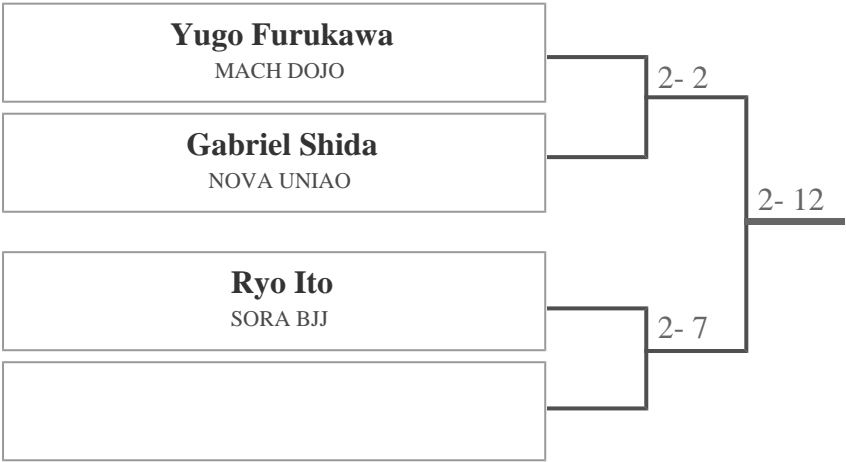 Yugo Furukawa
MACH DOJO
2- 2
Gabriel Shida
NOVA UNIAO
2- 12
Ryo Ito
SORA BJJ
2- 7